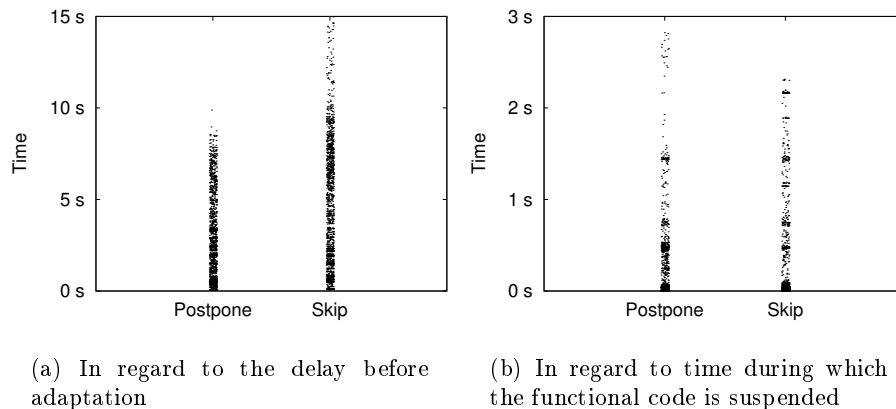 15 s
10 s
5 s
0 s
Time
Postpone Skip
3 s
2 s
1 s
0 s
Time
Postpone Skip
(a) In regard to the delay before
adaptation
(b) In regard to time during which
the functional code is suspended